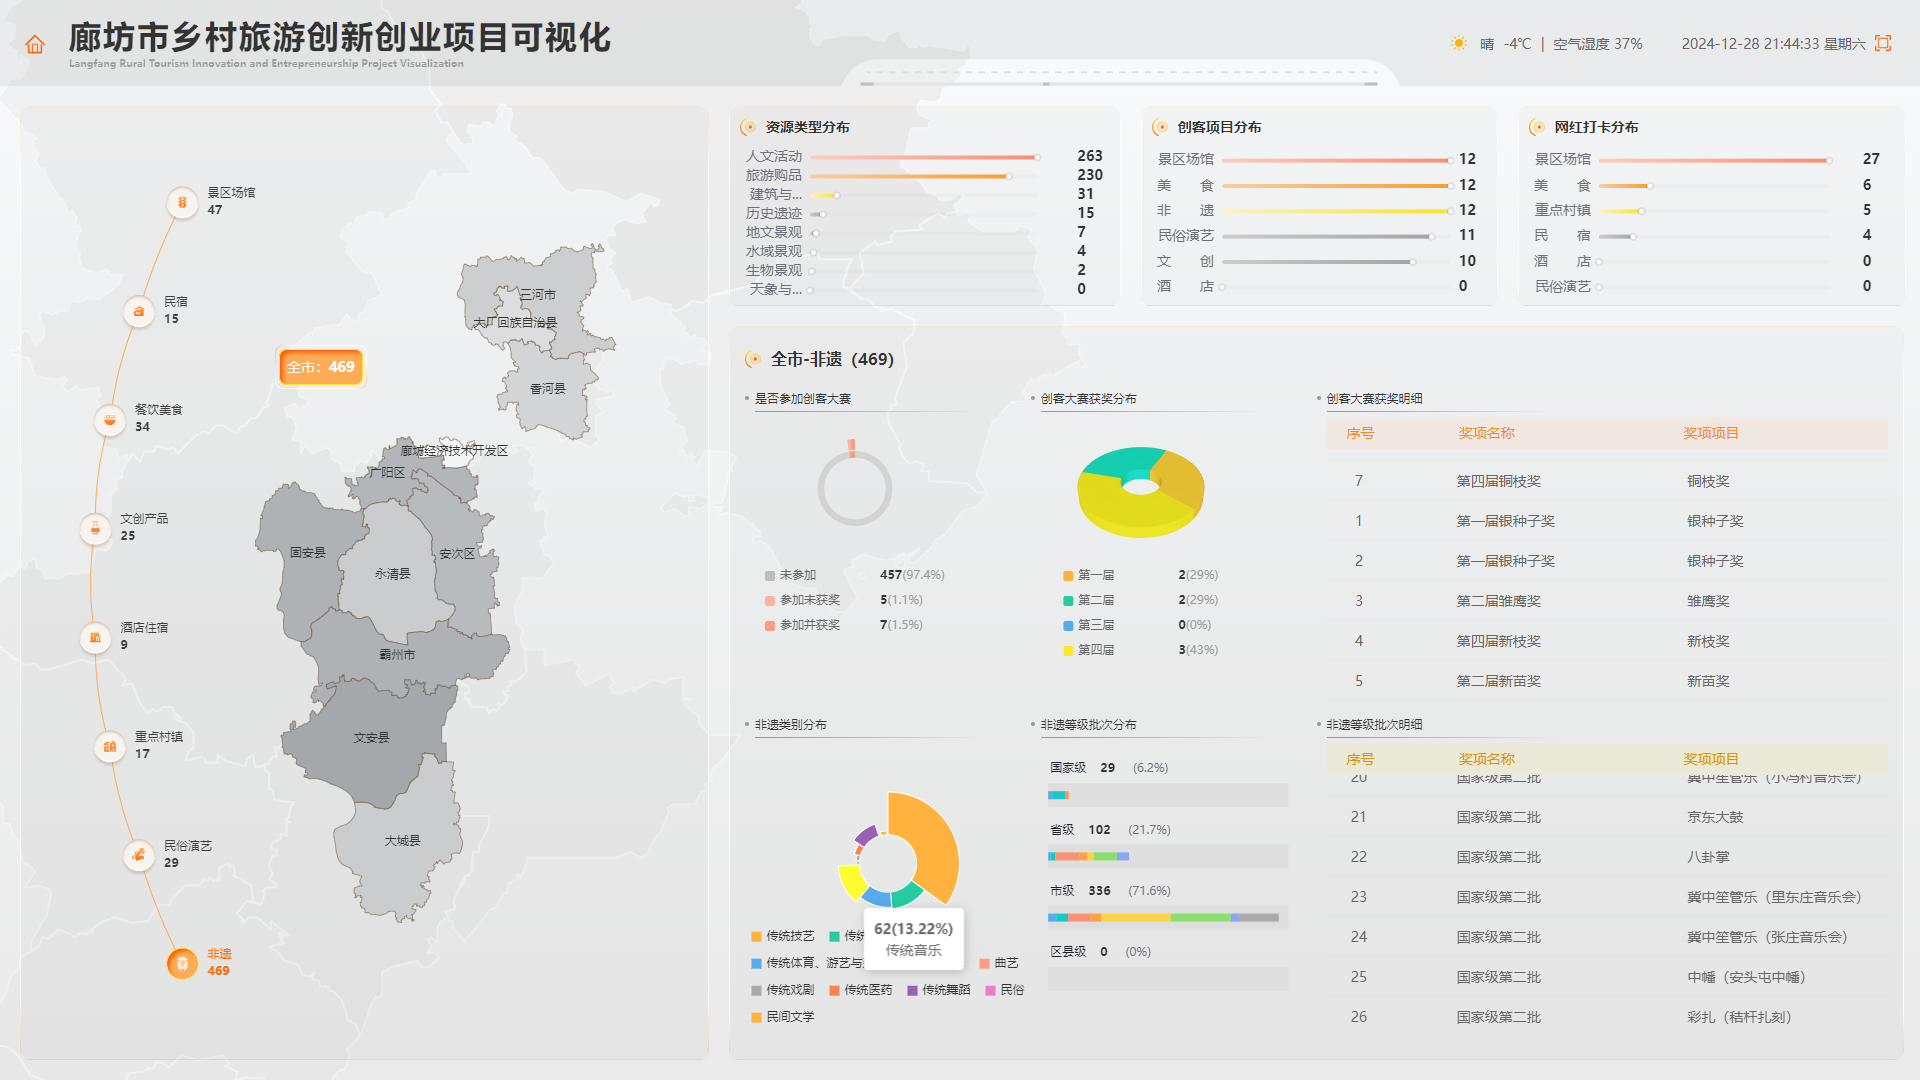 廊坊市乡村旅游创新创业项目可视化
Langfang Rural Tourism Innovation and Entrepreneurship Project Visualization
晴 -4℃ | 空气湿度 37%
2024-12-28 21:44:33 星期六
景区场馆
47
民宿
15
餐饮美食
34
文创产品
25
酒店住宿
9
重点村镇
17
民俗演艺
29
非遗
469
全市：469
三河市
大厂回族自治县
香河县
廊坊经济技术开发区
广阳区
固安县
安次区
永清县
霸州市
文安县
大城县
资源类型分布
人文活动 263
旅游购品 230
建筑与... 31
历史遗迹 15
地文景观 7
水域景观 4
生物景观 2
天象与... 0
创客项目分布
景区场馆 12
美 食 12
非 遗 12
民俗演艺 11
文 创 10
酒 店 0
网红打卡分布
景区场馆 27
美 食 6
重点村镇 5
民 宿 4
酒 店 0
民俗演艺 0
全市-非遗（469）
是否参加创客大赛
未参加 457(97.4%)
参加未获奖 5(1.1%)
参加并获奖 7(1.5%)
创客大赛获奖分布
第一届 2(29%)
第二届 2(29%)
第三届 0(0%)
第四届 3(43%)
创客大赛获奖明细
序号 奖项名称 奖项项目
7 第四届铜枝奖 铜枝奖
1 第一届银种子奖 银种子奖
2 第一届银种子奖 银种子奖
3 第二届雏鹰奖 雏鹰奖
4 第四届新枝奖 新枝奖
5 第二届新苗奖 新苗奖
非遗类别分布
62(13.22%)
传统音乐
传统技艺 传统
传统体育、游艺与 曲艺
传统戏剧 传统医药 传统舞蹈 民俗
民间文学
非遗等级批次分布
国家级 29 (6.2%)
省级 102 (21.7%)
市级 336 (71.6%)
区县级 0 (0%)
非遗等级批次明细
序号 奖项名称 奖项项目
20 国家级第二批 冀中笙管乐（小冯村音乐会）
21 国家级第二批 京东大鼓
22 国家级第二批 八卦掌
23 国家级第二批 冀中笙管乐（里东庄音乐会）
24 国家级第二批 冀中笙管乐（张庄音乐会）
25 国家级第二批 中幡（安头屯中幡）
26 国家级第二批 彩扎（秸秆扎刻）